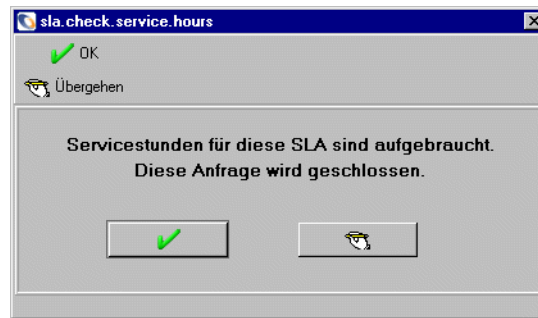 sla.check.service.hours
OK
Übergehen
Servicestunden für diese SLA sind aufgebraucht.
Diese Anfrage wird geschlossen.